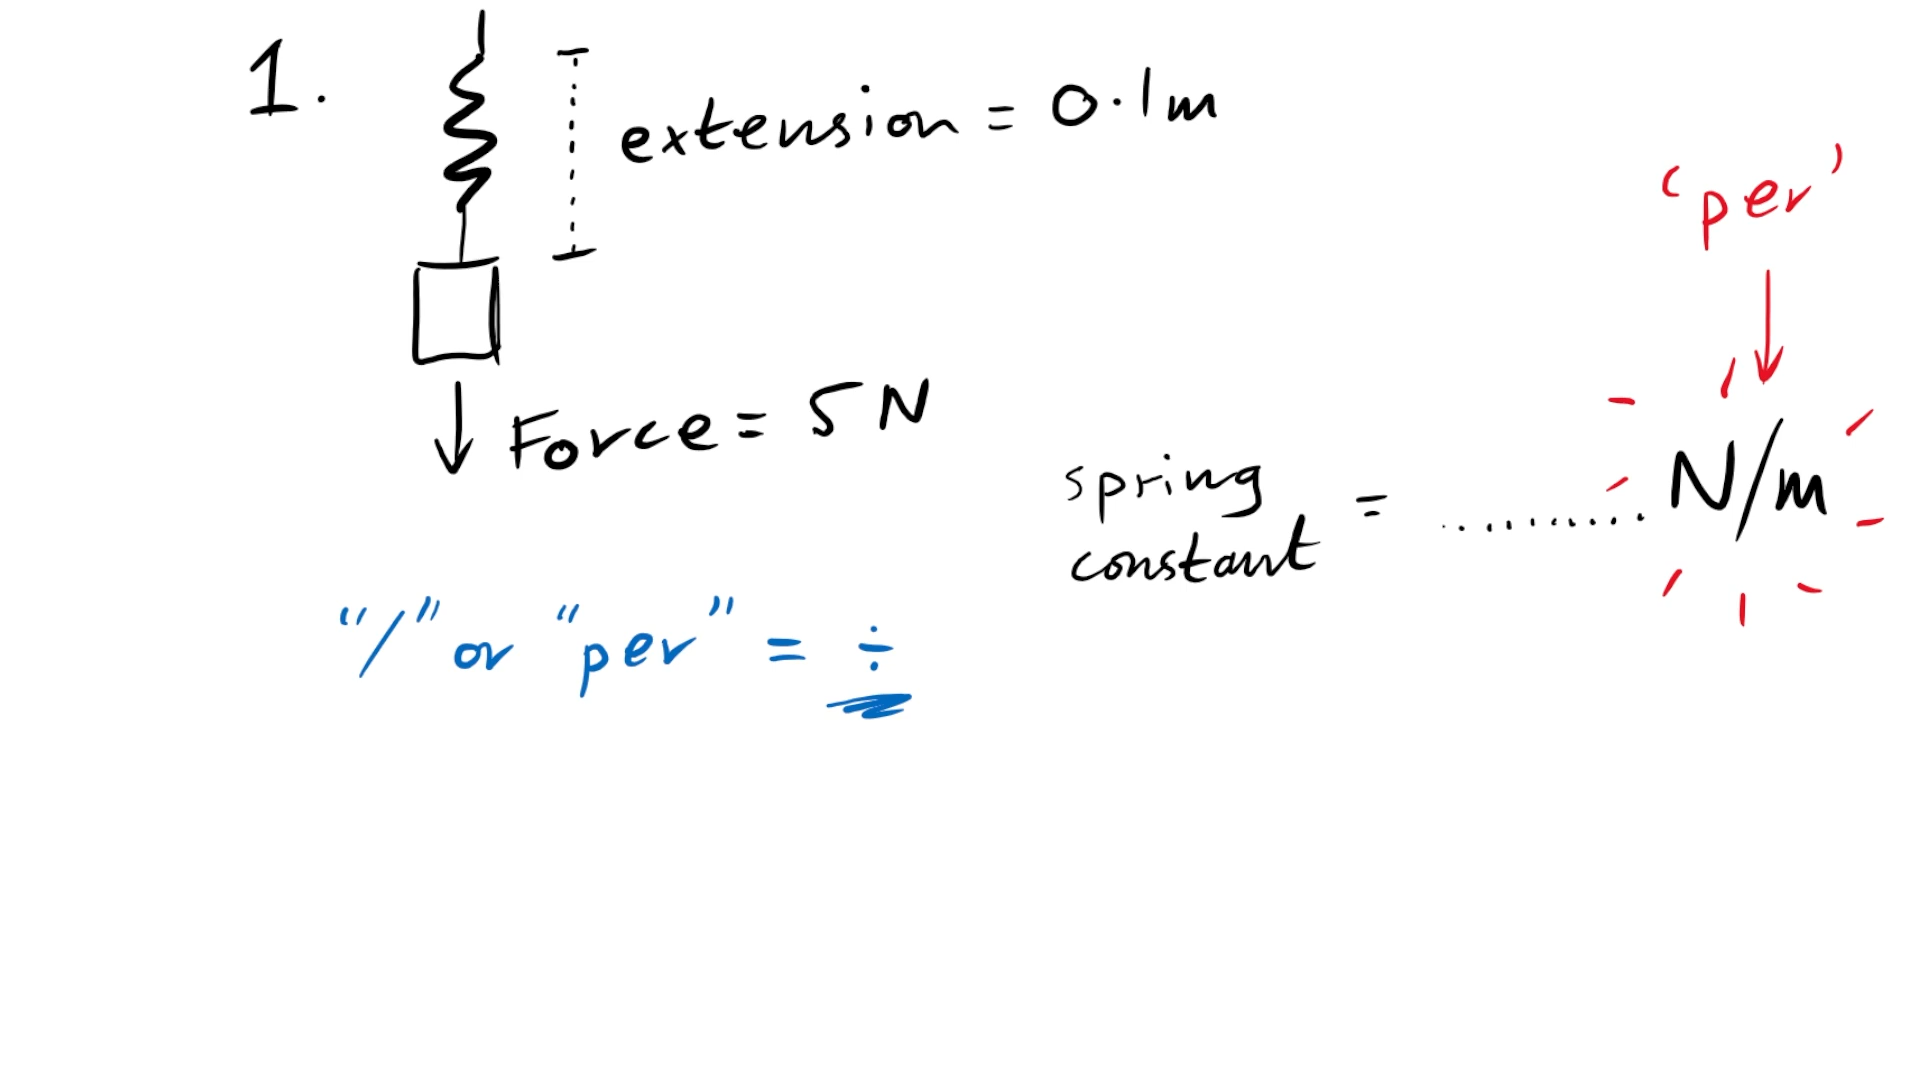 1.
extension = 0.1m
'per'
Force = 5N
spring constant = .......... N/m
"/" or "per" = ÷